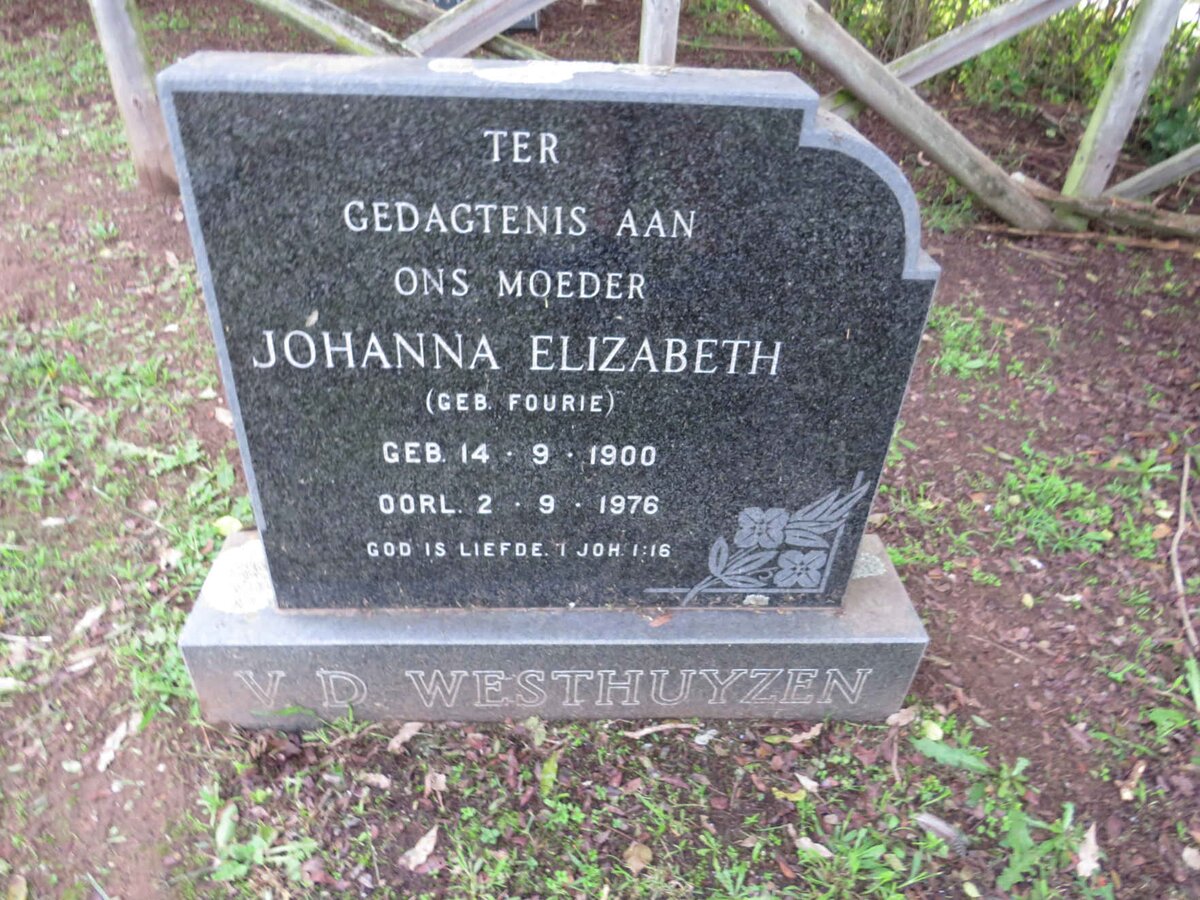 TER
GEDAGTENIS AAN
ONS MOEDER
JOHANNA ELIZABETH
(GEB. FOURIE)
GEB. 14 · 9 · 1900
OORL. 2 · 9 · 1976
GOD IS LIEFDE. 1 JOH. 1:16
V D WESTHUYZEN